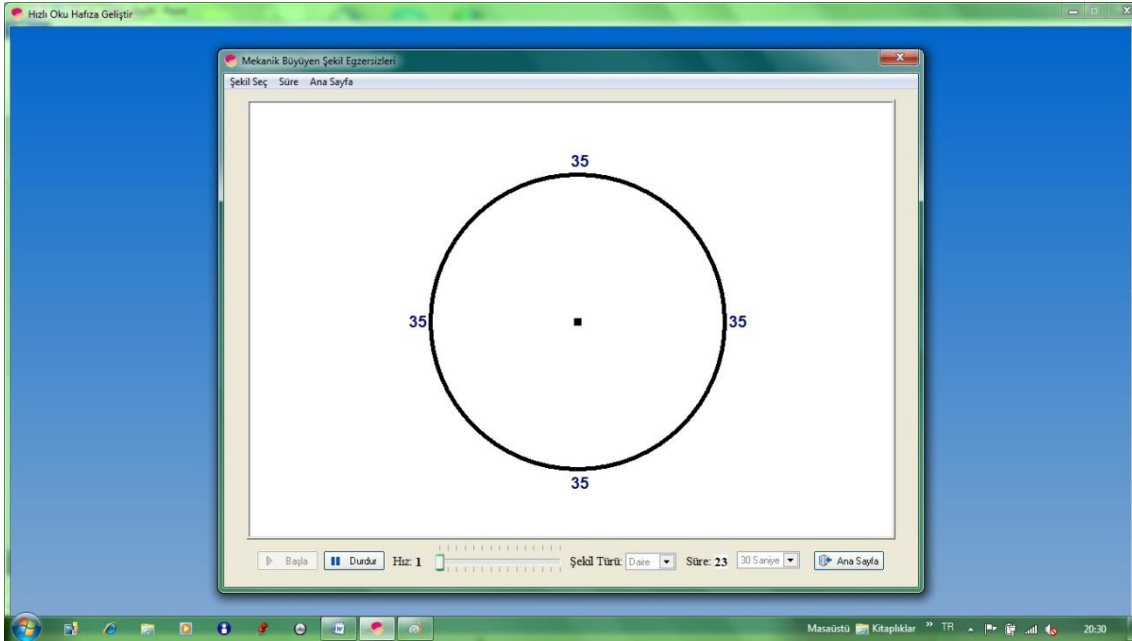 Hızlı Oku Hafıza Geliştir
Mekanik Büyüyen Şekil Egzersizleri
Şekil Seç Süre Ana Sayfa
35
35 35
35
Başla Durdur Hız: 1 Şekil Türü: Daire Süre: 23 30 Saniye Ana Sayfa
Masaüstü Kitaplıklar » TR 20:30